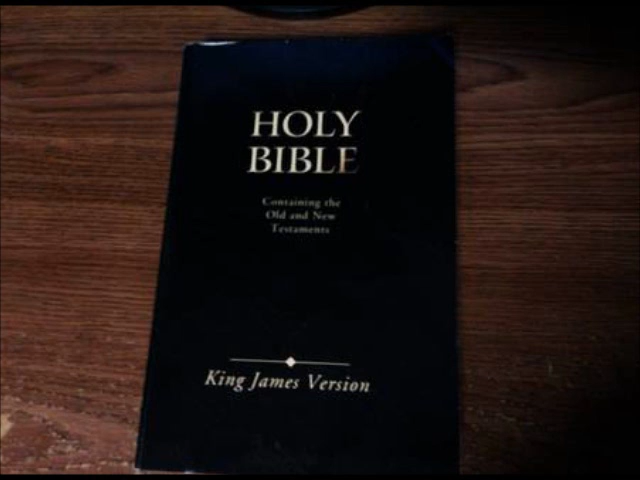 HOLY
BIBLE
Containing the
Old and New
Testaments
King James Version